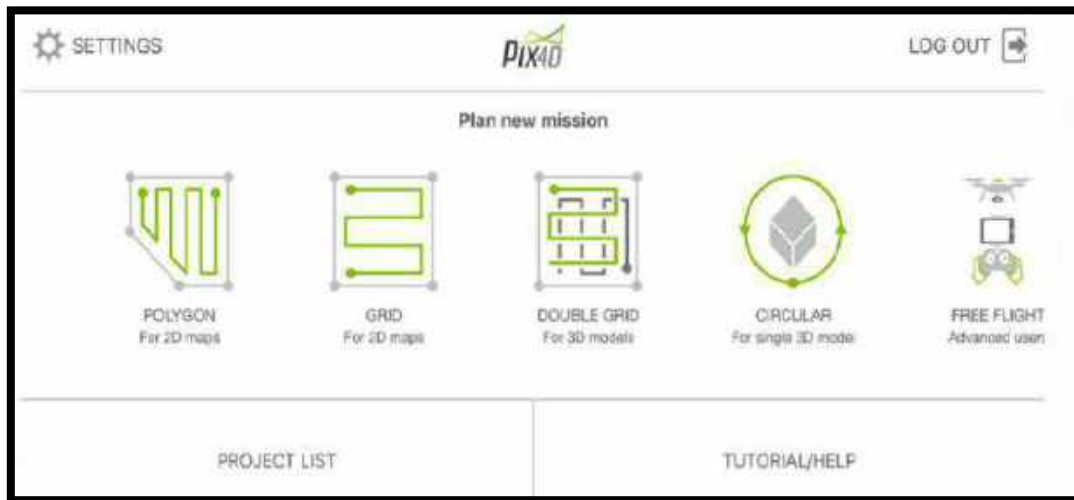 SETTINGS
PIX4D
LOG OUT
Plan new mission
POLYGON
For 2D maps
GRID
For 2D maps
DOUBLE GRID
For 3D models
CIRCULAR
For single 3D model
FREE FLIGHT
Advanced user
PROJECT LIST
TUTORIAL/HELP